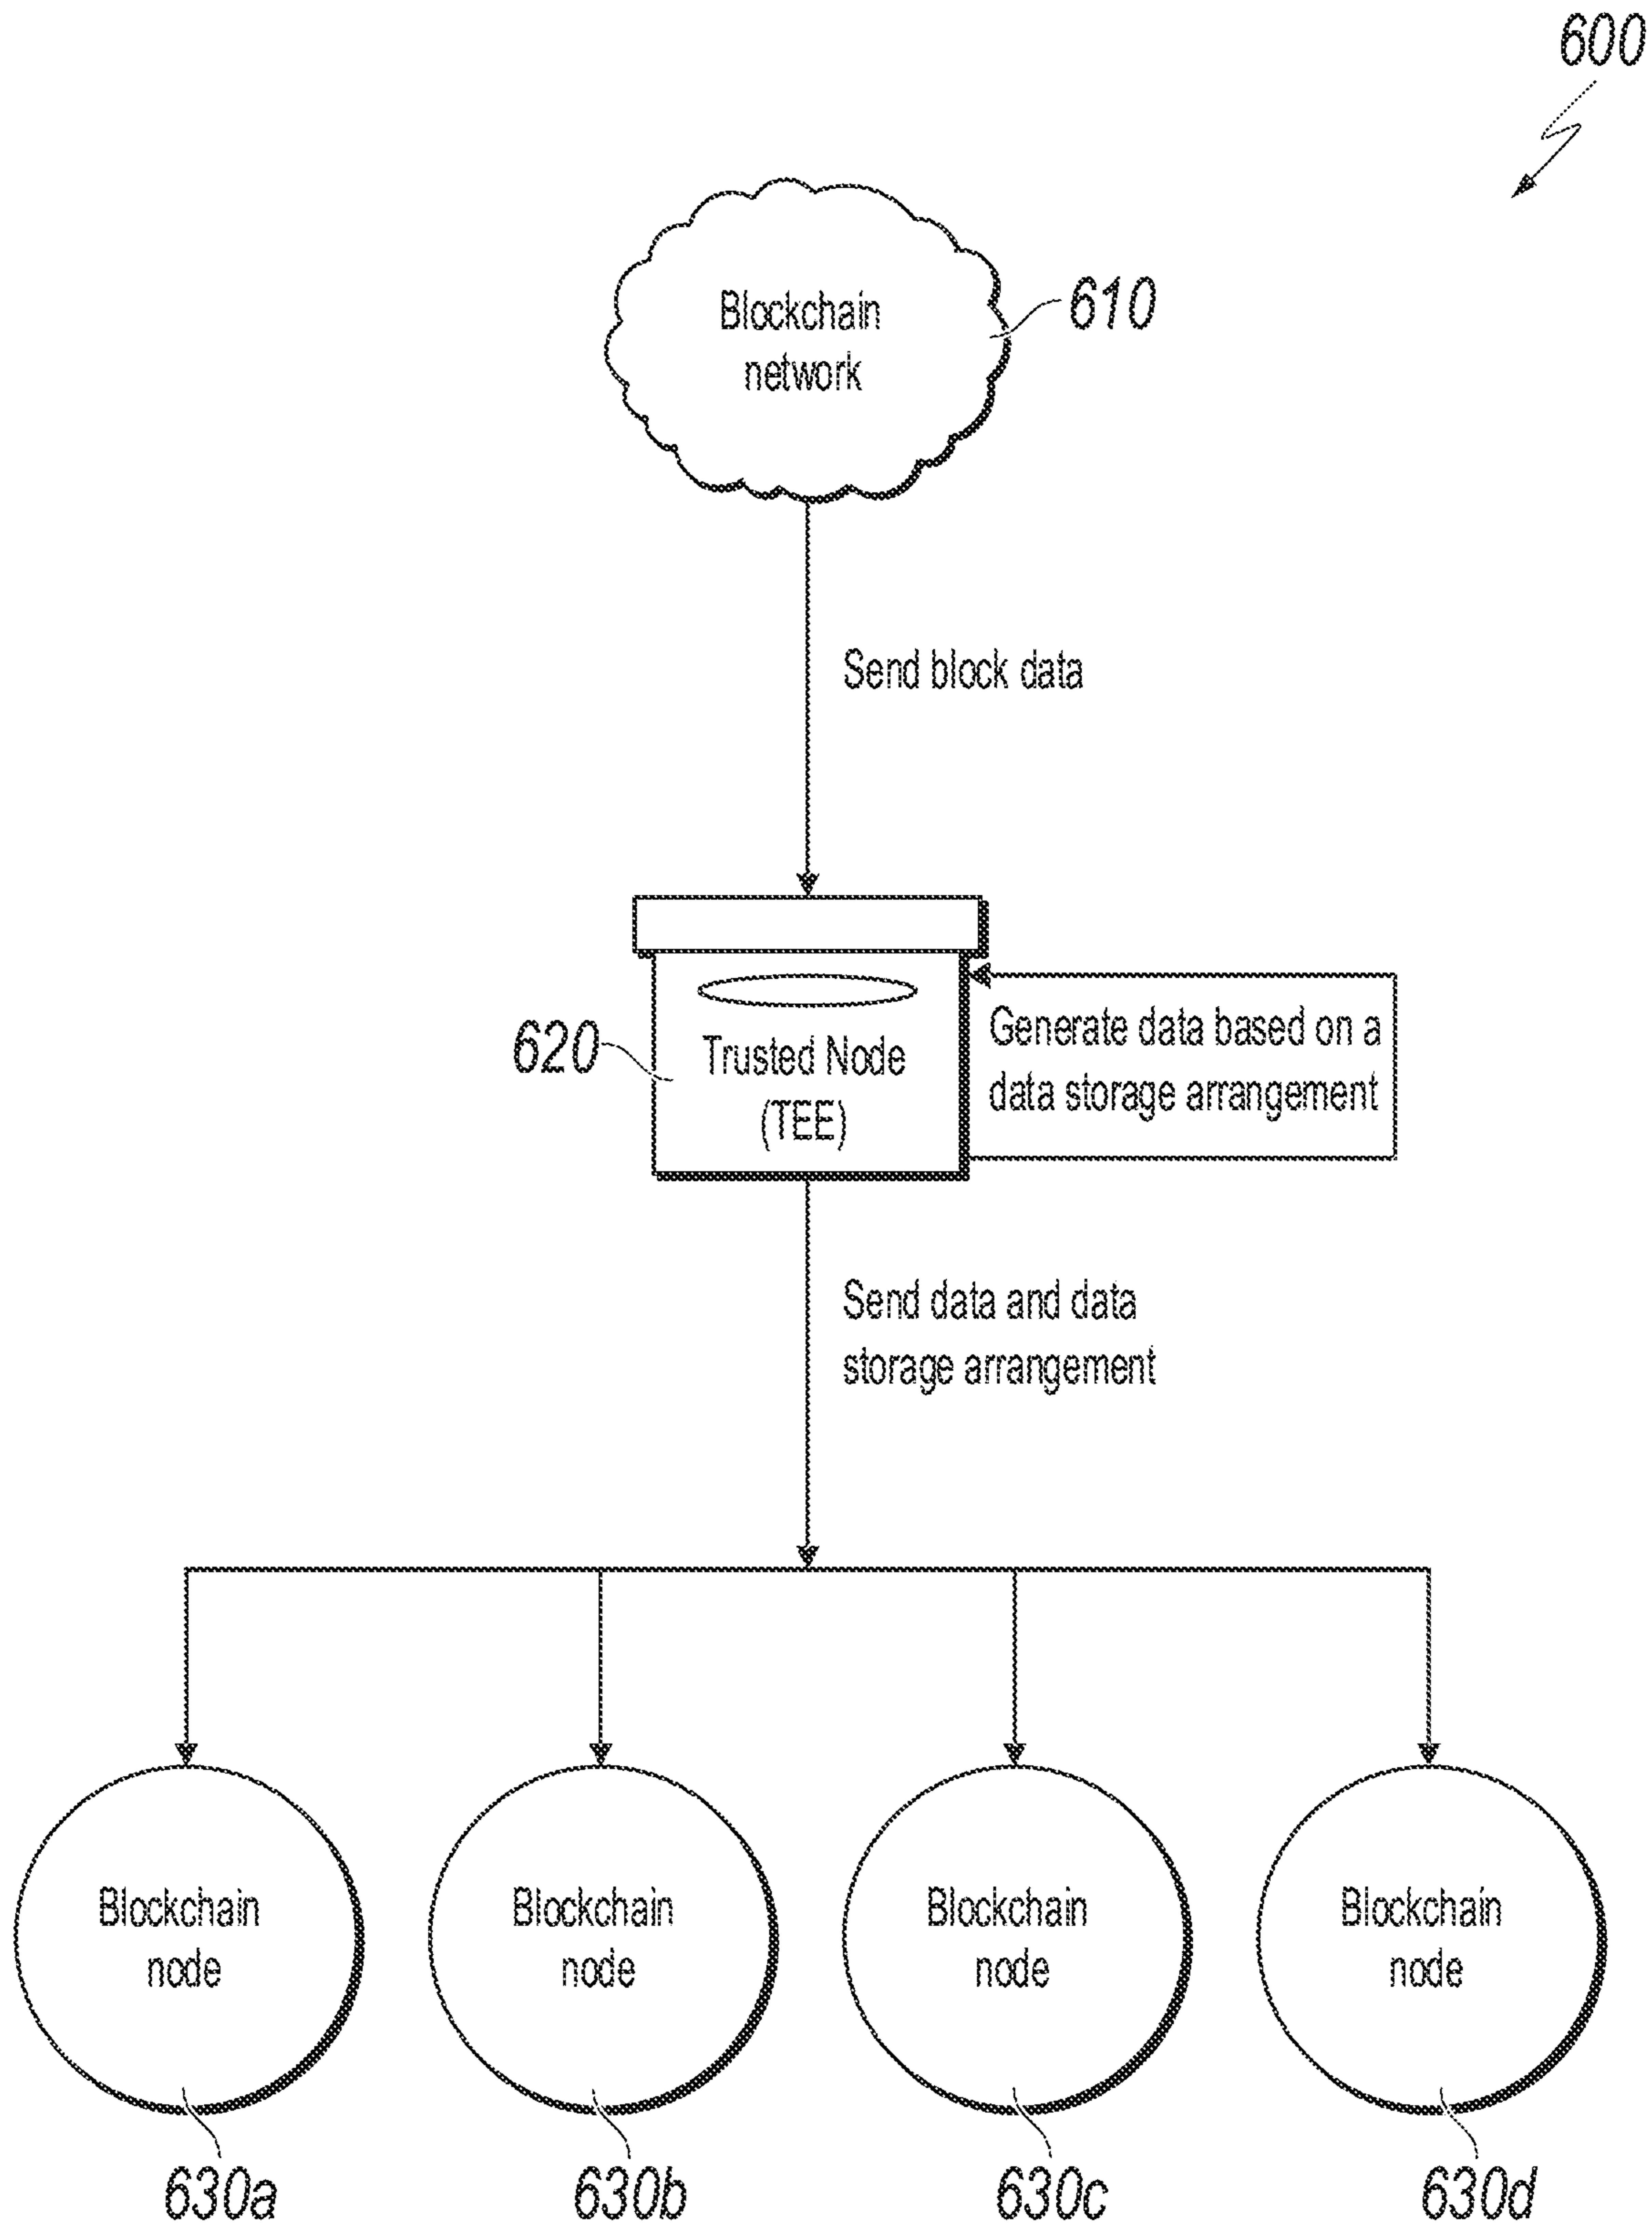 600
Blockchain
network
610
Send block data
620
Trusted Node
(TEE)
Generate data based on a
data storage arrangement
Send data and data
storage arrangement
Blockchain
node
Blockchain
node
Blockchain
node
Blockchain
node
630a
630b
630c
630d